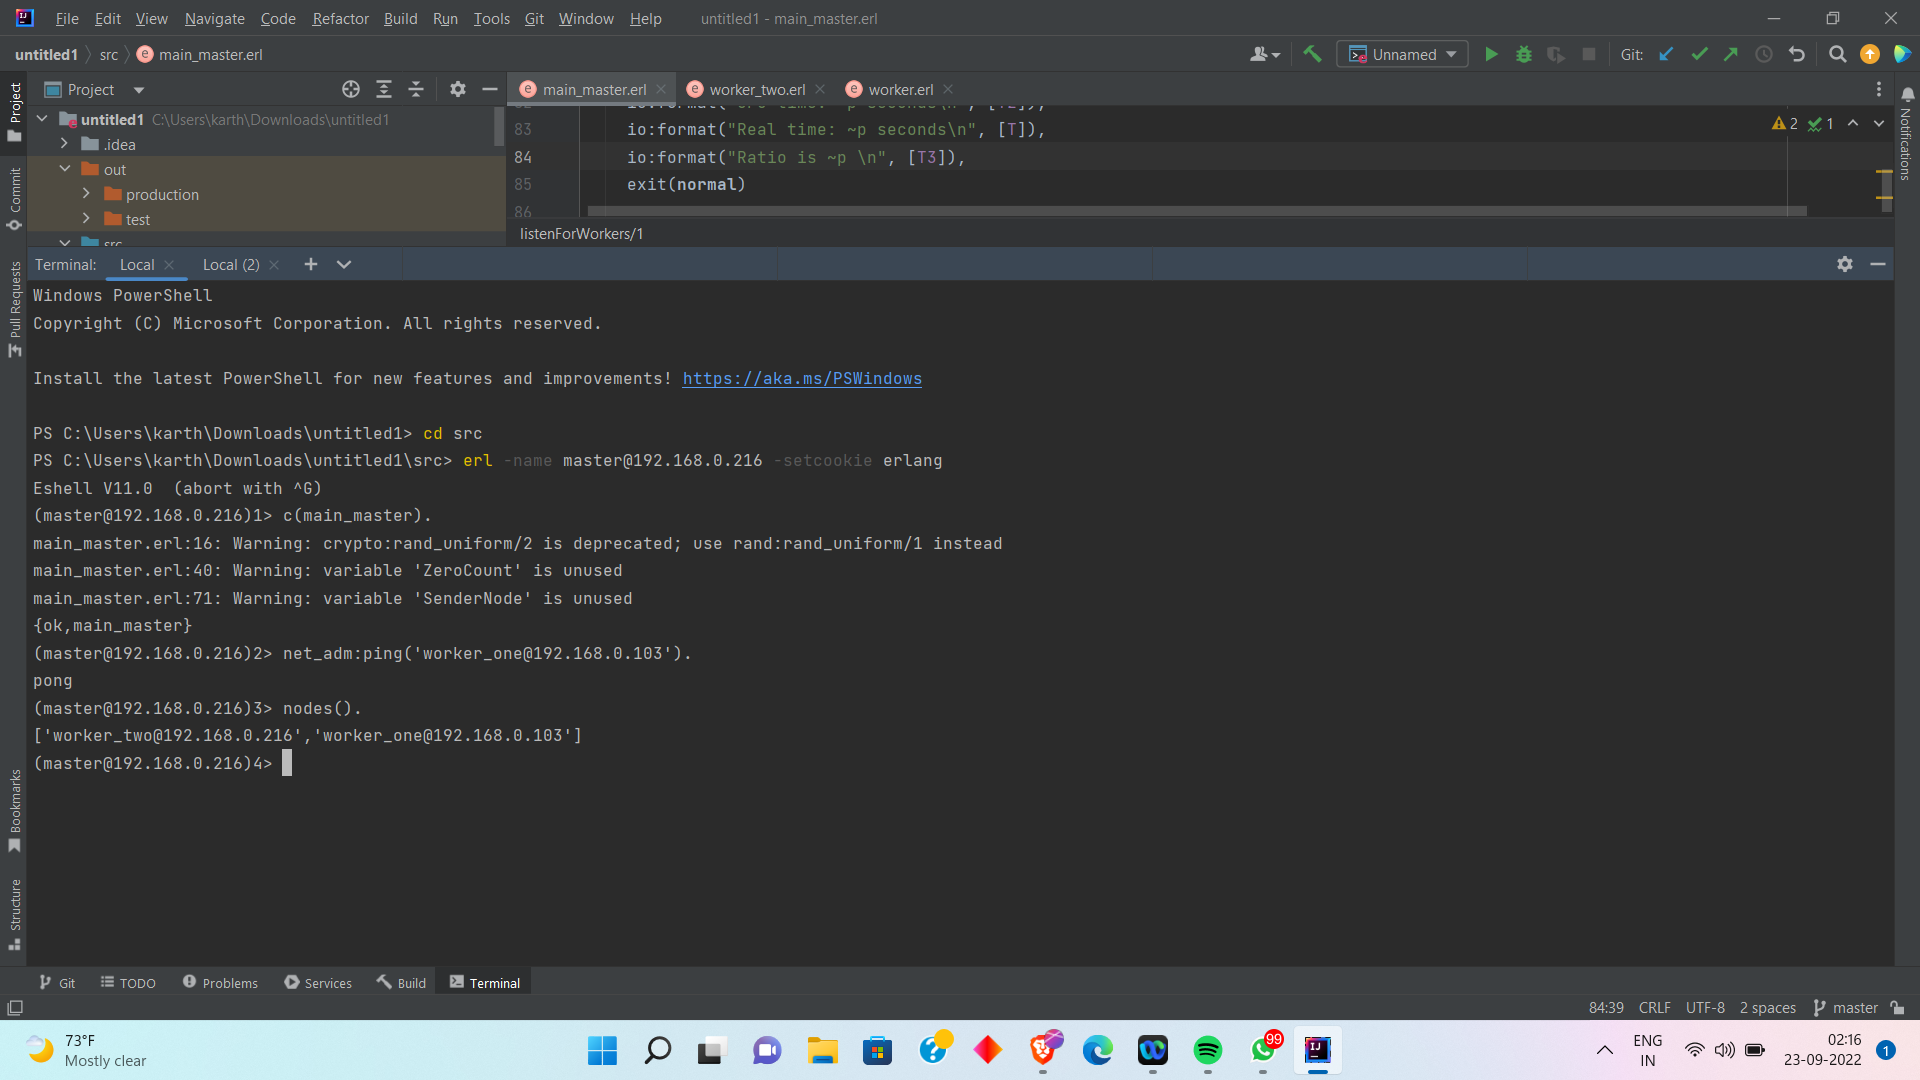 File Edit View Navigate Code Refactor Build Run Tools Git Window Help untitled1 - main_master.erl
untitled1 src main_master.erl
Unnamed Git:
Project
main_master.erl worker_two.erl worker.erl
untitled1 C:\Users\karth\Downloads\untitled1
.idea
out
production
test
src
83 io:format("Real time: ~p seconds\n", [T]),
84 io:format("Ratio is ~p \n", [T3]),
85 exit(normal)
86
2 1
listenForWorkers/1
Project
Commit
Pull Requests
Bookmarks
Structure
Notifications
Terminal: Local Local (2)
Windows PowerShell
Copyright (C) Microsoft Corporation. All rights reserved.
Install the latest PowerShell for new features and improvements! https://aka.ms/PSWindows
PS C:\Users\karth\Downloads\untitled1> cd src
PS C:\Users\karth\Downloads\untitled1\src> erl -name master@192.168.0.216 -setcookie erlang
Eshell V11.0  (abort with ^G)
(master@192.168.0.216)1> c(main_master).
main_master.erl:16: Warning: crypto:rand_uniform/2 is deprecated; use rand:rand_uniform/1 instead
main_master.erl:40: Warning: variable 'ZeroCount' is unused
main_master.erl:71: Warning: variable 'SenderNode' is unused
{ok,main_master}
(master@192.168.0.216)2> net_adm:ping('worker_one@192.168.0.103').
pong
(master@192.168.0.216)3> nodes().
['worker_two@192.168.0.216','worker_one@192.168.0.103']
(master@192.168.0.216)4>
Git TODO Problems Services Build Terminal
84:39 CRLF UTF-8 2 spaces master
73°F
Mostly clear
99
ENG
IN
02:16
23-09-2022
1